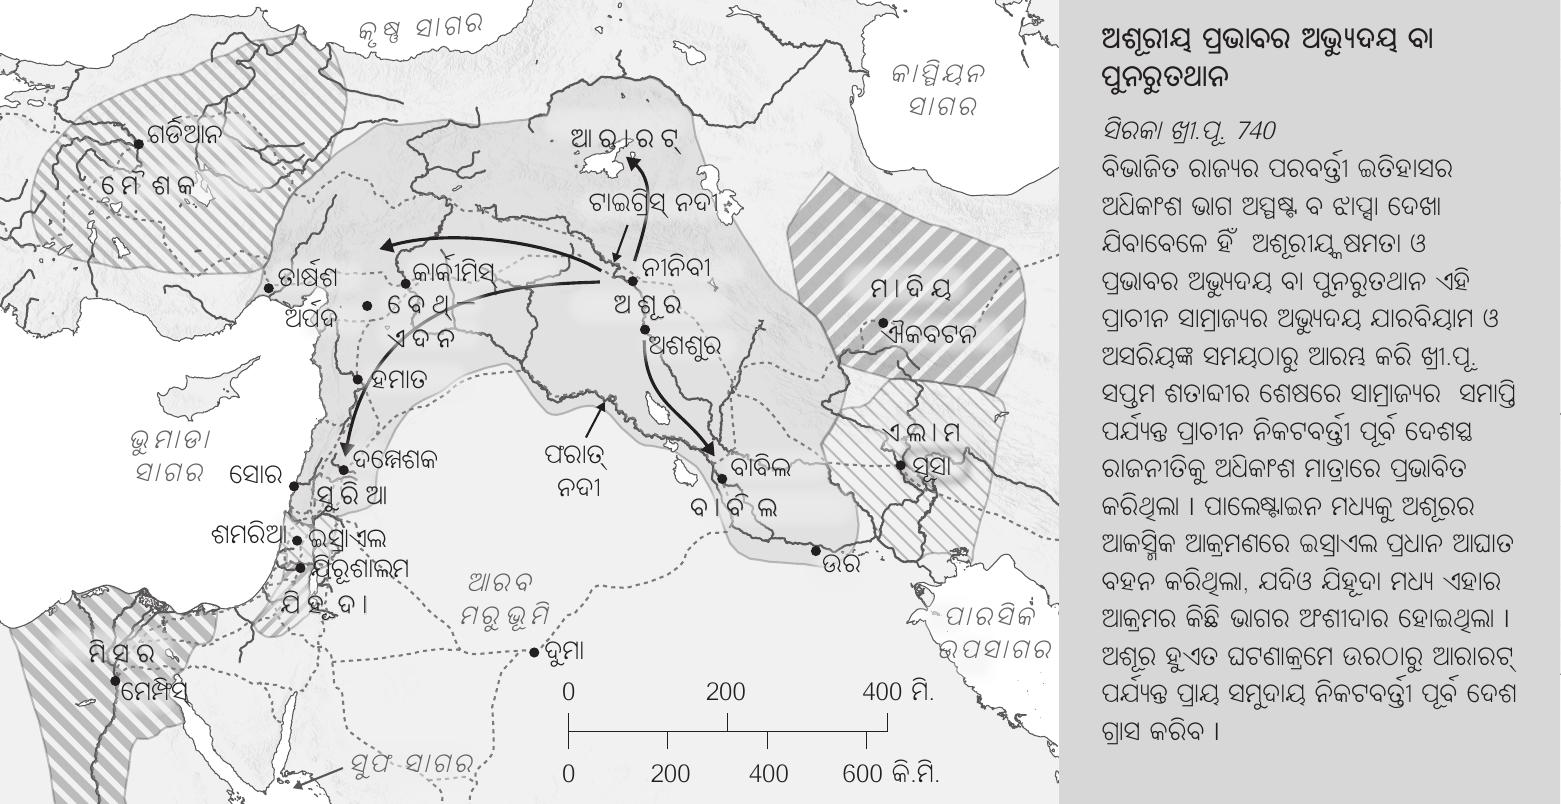 କୃଷ୍ଣ ସାଗର
କାସ୍ପିୟନ
ସାଗର
ଗର୍ଡିଆନ
ମୈଶକ
ଆରାରଟ୍
ଟାଇଗ୍ରିସ୍ ନଦୀ
ନୀନିବୀ
ଅଶୂର
ଅଶଶୁର
ତାର୍ଷଶ
କାର୍କୀମିସ୍
ଅର୍ପଦ
ବେଥ
ଏଦନ
ହମାତ
ମାଦିୟ
ଐକବଟନ
ଭୁମାଡା
ସାଗର
ସୋର
ଦମ୍ମେଶକ
ସୁରିଆ
ଫରାତ୍
ନଦୀ
ବାବିଲ
ବାବିଲ
ଏଲାମ
ସୂସା
ଶମରିଆ
ଇସ୍ରାଏଲ
ଯିରୂଶାଲମ
ଯିହୂଦା
ଉର
ଆରବ
ମରୁଭୂମି
ଦୁମା
ପାରସିକ
ଉପସାଗର
ମିସର
ମେମ୍ଫିସ୍
ସୁଫ ସାଗର
0 200 400 ମି.
0 200 400 600 କି.ମି.
ଅଶୂରୀୟ ପ୍ରଭାବର ଅଭ୍ୟୁଦୟ ବା
ପୁନରୁତଥାନ
ସିରକା ଖ୍ରୀ.ପୂ. 740
ବିଭାଜିତ ରାଜ୍ୟର ପରବର୍ତ୍ତୀ ଇତିହାସର
ଅଧିକାଂଶ ଭାଗ ଅସ୍ପଷ୍ଟ ବ ଝାପ୍ସା ଦେଖା
ଯିବାବେଳେ ହିଁ ଅଶୂରୀୟ କ୍ଷମତା ଓ
ପ୍ରଭାବର ଅଭ୍ୟୁଦୟ ବା ପୁନରୁତଥାନ ଏହି
ପ୍ରାଚୀନ ସାମ୍ରାଜ୍ୟର ଅଭ୍ୟୁଦୟ ଯାରବିୟାମ ଓ
ଅସରିୟଙ୍କ ସମୟଠାରୁ ଆରମ୍ଭ କରି ଖ୍ରୀ.ପୂ.
ସପ୍ତମ ଶତାବ୍ଦୀର ଶେଷରେ ସାମ୍ରାଜ୍ୟର ସମାପ୍ତି
ପର୍ଯ୍ୟନ୍ତ ପ୍ରାଚୀନ ନିକଟବର୍ତ୍ତୀ ପୂର୍ବ ଦେଶସ୍ଥ
ରାଜନୀତିକୁ ଅଧିକାଂଶ ମାତ୍ରାରେ ପ୍ରଭାବିତ
କରିଥିଲା । ପାଲେଷ୍ଟାଇନ ମଧ୍ୟକୁ ଅଶୂରର
ଆକସ୍ମିକ ଆକ୍ରମଣରେ ଇସ୍ରାଏଲ ପ୍ରଧାନ ଆଘାତ
ବହନ କରିଥିଲା, ଯଦିଓ ଯିହୂଦା ମଧ୍ୟ ଏହାର
ଆକ୍ରମର କିଛି ଭାଗର ଅଂଶୀଦାର ହୋଇଥିଲା ।
ଅଶୂର ହୁଏତ ଘଟଣାକ୍ରମେ ଉରଠାରୁ ଆରାରଟ୍
ପର୍ଯ୍ୟନ୍ତ ପ୍ରାୟ ସମୁଦାୟ ନିକଟବର୍ତ୍ତୀ ପୂର୍ବ ଦେଶ
ଗ୍ରାସ କରିବ ।